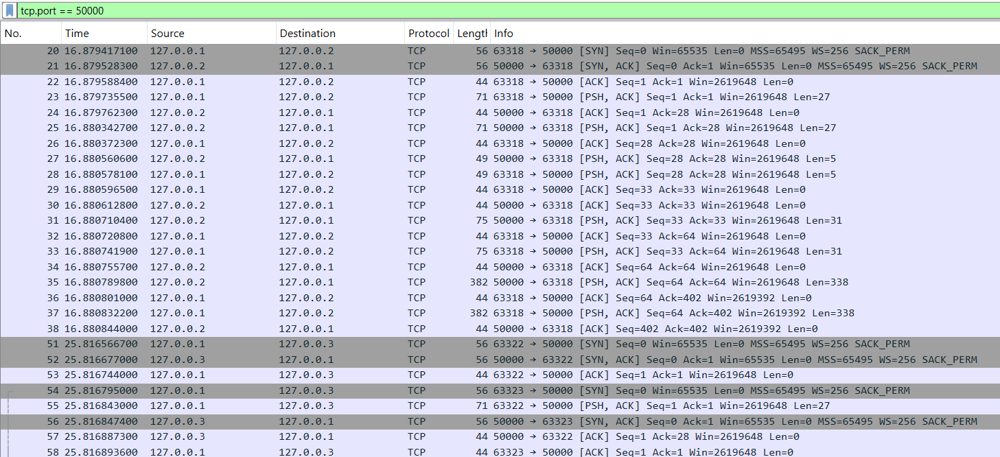 tcp.port == 50000
No. Time Source Destination Protocol Length Info
20 16.879417100 127.0.0.1 127.0.0.2 TCP 56 63318 → 50000 [SYN] Seq=0 Win=65535 Len=0 MSS=65495 WS=256 SACK_PERM
21 16.879528300 127.0.0.2 127.0.0.1 TCP 56 50000 → 63318 [SYN, ACK] Seq=0 Ack=1 Win=65535 Len=0 MSS=65495 WS=256 SACK_PERM
22 16.879588400 127.0.0.1 127.0.0.2 TCP 44 63318 → 50000 [ACK] Seq=1 Ack=1 Win=2619648 Len=0
23 16.879735500 127.0.0.1 127.0.0.2 TCP 71 63318 → 50000 [PSH, ACK] Seq=1 Ack=1 Win=2619648 Len=27
24 16.879762300 127.0.0.2 127.0.0.1 TCP 44 50000 → 63318 [ACK] Seq=1 Ack=28 Win=2619648 Len=0
25 16.880342700 127.0.0.2 127.0.0.1 TCP 71 50000 → 63318 [PSH, ACK] Seq=1 Ack=28 Win=2619648 Len=27
26 16.880372300 127.0.0.1 127.0.0.2 TCP 44 63318 → 50000 [ACK] Seq=28 Ack=28 Win=2619648 Len=0
27 16.880560600 127.0.0.2 127.0.0.1 TCP 49 50000 → 63318 [PSH, ACK] Seq=28 Ack=28 Win=2619648 Len=5
28 16.880578100 127.0.0.1 127.0.0.2 TCP 49 63318 → 50000 [PSH, ACK] Seq=28 Ack=28 Win=2619648 Len=5
29 16.880596500 127.0.0.1 127.0.0.2 TCP 44 63318 → 50000 [ACK] Seq=33 Ack=33 Win=2619648 Len=0
30 16.880612800 127.0.0.2 127.0.0.1 TCP 44 50000 → 63318 [ACK] Seq=33 Ack=33 Win=2619648 Len=0
31 16.880710400 127.0.0.2 127.0.0.1 TCP 75 50000 → 63318 [PSH, ACK] Seq=33 Ack=33 Win=2619648 Len=31
32 16.880720800 127.0.0.1 127.0.0.2 TCP 44 63318 → 50000 [ACK] Seq=33 Ack=64 Win=2619648 Len=0
33 16.880741900 127.0.0.1 127.0.0.2 TCP 75 63318 → 50000 [PSH, ACK] Seq=33 Ack=64 Win=2619648 Len=31
34 16.880755700 127.0.0.2 127.0.0.1 TCP 44 50000 → 63318 [ACK] Seq=64 Ack=64 Win=2619648 Len=0
35 16.880789800 127.0.0.2 127.0.0.1 TCP 382 50000 → 63318 [PSH, ACK] Seq=64 Ack=64 Win=2619648 Len=338
36 16.880801000 127.0.0.1 127.0.0.2 TCP 44 63318 → 50000 [ACK] Seq=64 Ack=402 Win=2619392 Len=0
37 16.880832200 127.0.0.1 127.0.0.2 TCP 382 63318 → 50000 [PSH, ACK] Seq=64 Ack=402 Win=2619392 Len=338
38 16.880844000 127.0.0.2 127.0.0.1 TCP 44 50000 → 63318 [ACK] Seq=402 Ack=402 Win=2619392 Len=0
51 25.816566700 127.0.0.1 127.0.0.3 TCP 56 63322 → 50000 [SYN] Seq=0 Win=65535 Len=0 MSS=65495 WS=256 SACK_PERM
52 25.816677000 127.0.0.3 127.0.0.1 TCP 56 50000 → 63322 [SYN, ACK] Seq=0 Ack=1 Win=65535 Len=0 MSS=65495 WS=256 SACK_PERM
53 25.816744000 127.0.0.1 127.0.0.3 TCP 44 63322 → 50000 [ACK] Seq=1 Ack=1 Win=2619648 Len=0
54 25.816795000 127.0.0.1 127.0.0.3 TCP 56 63323 → 50000 [SYN] Seq=0 Win=65535 Len=0 MSS=65495 WS=256 SACK_PERM
55 25.816843000 127.0.0.1 127.0.0.3 TCP 71 63322 → 50000 [PSH, ACK] Seq=1 Ack=1 Win=2619648 Len=27
56 25.816847400 127.0.0.3 127.0.0.1 TCP 56 50000 → 63323 [SYN, ACK] Seq=0 Ack=1 Win=65535 Len=0 MSS=65495 WS=256 SACK_PERM
57 25.816887300 127.0.0.3 127.0.0.1 TCP 44 50000 → 63322 [ACK] Seq=1 Ack=28 Win=2619648 Len=0
58 25.816893600 127.0.0.1 127.0.0.3 TCP 44 63323 → 50000 [ACK] Seq=1 Ack=1 Win=2619648 Len=0